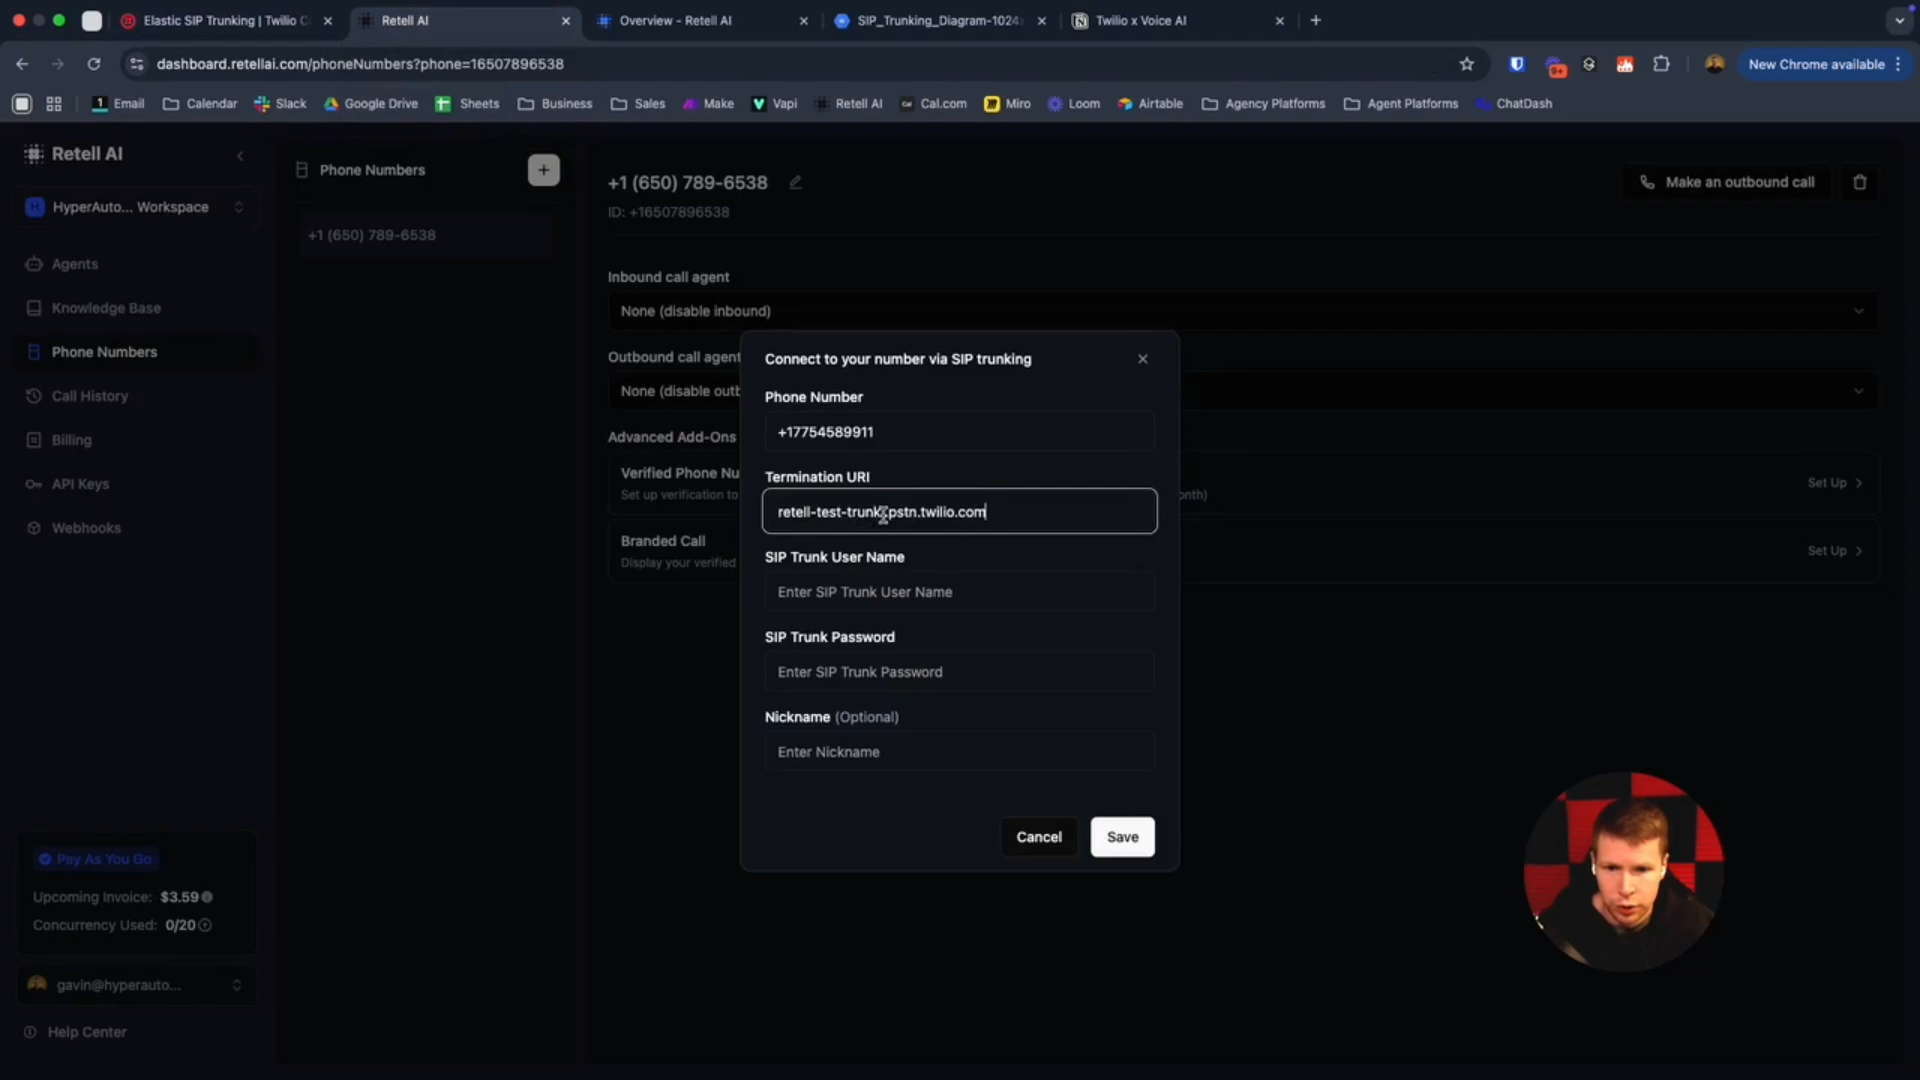 Elastic SIP Trunking | Twilio C
Retell AI
Overview - Retell AI
SIP_Trunking_Diagram-1024x
Twilio x Voice AI
dashboard.retellai.com/phoneNumbers?phone=16507896538
New Chrome available
Email
Calendar
Slack
Google Drive
Sheets
Business
Sales
Make
Vapi
Retell AI
Cal.com
Miro
Loom
Airtable
Agency Platforms
Agent Platforms
ChatDash
Retell AI
HyperAuto... Workspace
Agents
Knowledge Base
Phone Numbers
Call History
Billing
API Keys
Webhooks
Pay As You Go
Upcoming Invoice: $3.59
Concurrency Used: 0/20
gavin@hyperauto...
Help Center
Phone Numbers
+1 (650) 789-6538
+1 (650) 789-6538
ID: +16507896538
Make an outbound call
Inbound call agent
None (disable inbound)
Outbound call agent
None (disable outb
Advanced Add-Ons
Verified Phone Nu
Set up verification to
onth)
Set Up
Branded Call
Display your verified
Set Up
Connect to your number via SIP trunking
Phone Number
+17754589911
Termination URI
retell-test-trunk.pstn.twilio.com
SIP Trunk User Name
Enter SIP Trunk User Name
SIP Trunk Password
Enter SIP Trunk Password
Nickname (Optional)
Enter Nickname
Cancel
Save